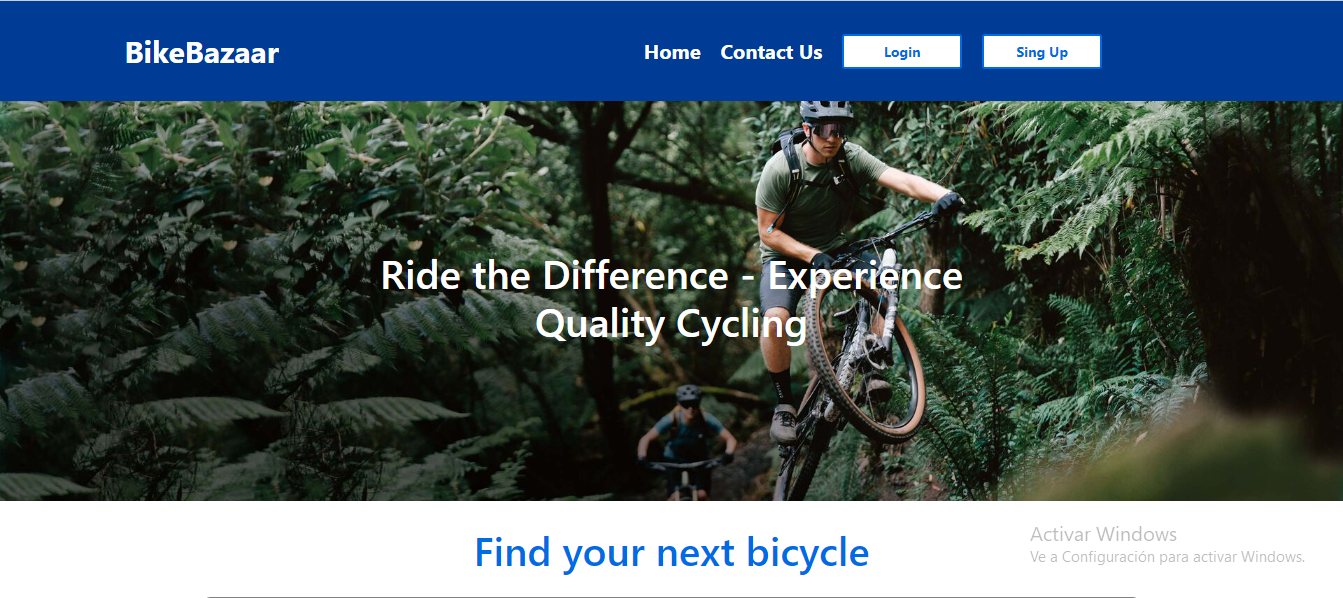 BikeBazaar
Home
Contact Us
Login
Sing Up
Ride the Difference - Experience
Quality Cycling
Find your next bicycle
Activar Windows
Ve a Configuración para activar Windows.